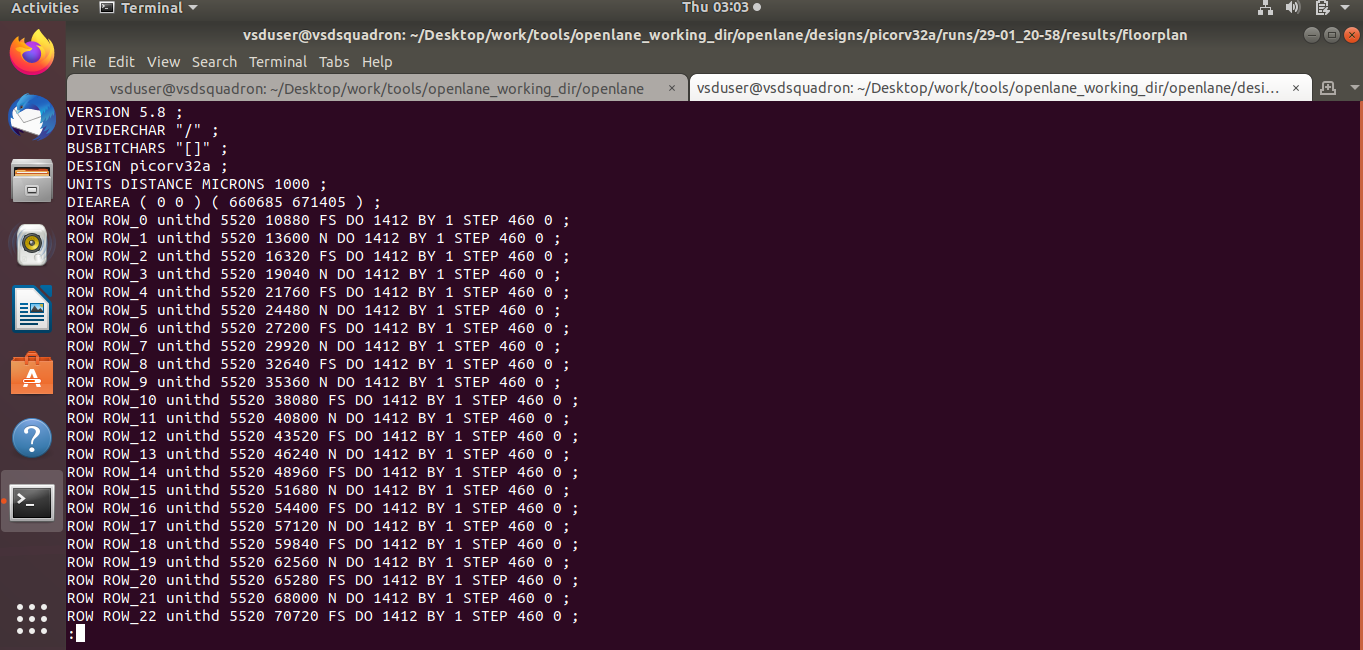 Activities Terminal Thu 03:03
vsduser@vsdsquadron: ~/Desktop/work/tools/openlane_working_dir/openlane/designs/picorv32a/runs/29-01_20-58/results/floorplan
File Edit View Search Terminal Tabs Help
vsduser@vsdsquadron: ~/Desktop/work/tools/openlane_working_dir/openlane × vsduser@vsdsquadron: ~/Desktop/work/tools/openlane_working_dir/openlane/desi... ×
VERSION 5.8 ;
DIVIDERCHAR "/" ;
BUSBITCHARS "[]" ;
DESIGN picorv32a ;
UNITS DISTANCE MICRONS 1000 ;
DIEAREA ( 0 0 ) ( 660685 671405 ) ;
ROW ROW_0 unithd 5520 10880 FS DO 1412 BY 1 STEP 460 0 ;
ROW ROW_1 unithd 5520 13600 N DO 1412 BY 1 STEP 460 0 ;
ROW ROW_2 unithd 5520 16320 FS DO 1412 BY 1 STEP 460 0 ;
ROW ROW_3 unithd 5520 19040 N DO 1412 BY 1 STEP 460 0 ;
ROW ROW_4 unithd 5520 21760 FS DO 1412 BY 1 STEP 460 0 ;
ROW ROW_5 unithd 5520 24480 N DO 1412 BY 1 STEP 460 0 ;
ROW ROW_6 unithd 5520 27200 FS DO 1412 BY 1 STEP 460 0 ;
ROW ROW_7 unithd 5520 29920 N DO 1412 BY 1 STEP 460 0 ;
ROW ROW_8 unithd 5520 32640 FS DO 1412 BY 1 STEP 460 0 ;
ROW ROW_9 unithd 5520 35360 N DO 1412 BY 1 STEP 460 0 ;
ROW ROW_10 unithd 5520 38080 FS DO 1412 BY 1 STEP 460 0 ;
ROW ROW_11 unithd 5520 40800 N DO 1412 BY 1 STEP 460 0 ;
ROW ROW_12 unithd 5520 43520 FS DO 1412 BY 1 STEP 460 0 ;
ROW ROW_13 unithd 5520 46240 N DO 1412 BY 1 STEP 460 0 ;
ROW ROW_14 unithd 5520 48960 FS DO 1412 BY 1 STEP 460 0 ;
ROW ROW_15 unithd 5520 51680 N DO 1412 BY 1 STEP 460 0 ;
ROW ROW_16 unithd 5520 54400 FS DO 1412 BY 1 STEP 460 0 ;
ROW ROW_17 unithd 5520 57120 N DO 1412 BY 1 STEP 460 0 ;
ROW ROW_18 unithd 5520 59840 FS DO 1412 BY 1 STEP 460 0 ;
ROW ROW_19 unithd 5520 62560 N DO 1412 BY 1 STEP 460 0 ;
ROW ROW_20 unithd 5520 65280 FS DO 1412 BY 1 STEP 460 0 ;
ROW ROW_21 unithd 5520 68000 N DO 1412 BY 1 STEP 460 0 ;
ROW ROW_22 unithd 5520 70720 FS DO 1412 BY 1 STEP 460 0 ;
: